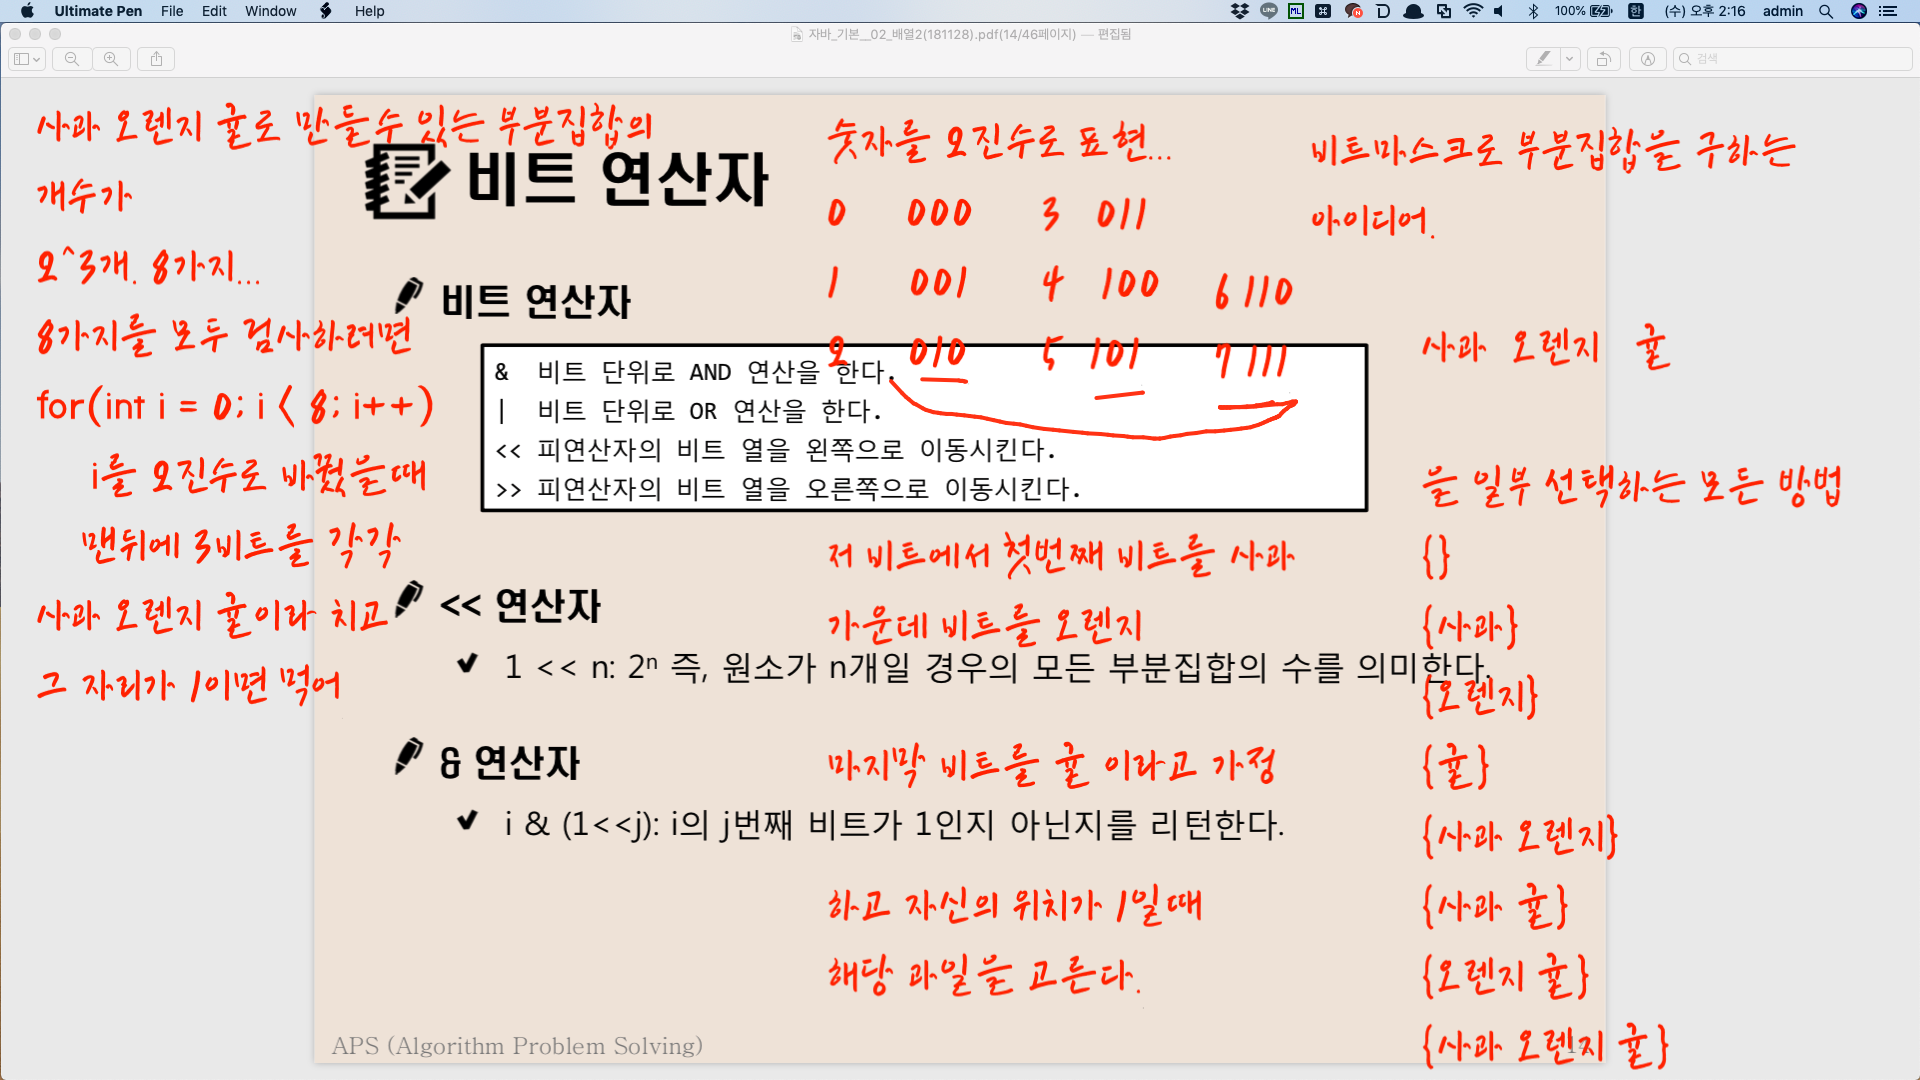 Ultimate Pen File Edit Window Help
100% 한 (수) 오후 2:16 admin
자바_기본__02_배열2(181128).pdf(14/46페이지) — 편집됨
검색
사과 오렌지 귤로 만들수 있는 부분집합의
개수가
2^3개. 8가지...
8가지를 모두 검사하려면
for(int i = 0; i < 8; i++)
i를 2진수로 바꿨을때
맨뒤에 3비트를 각각
사과 오렌지 귤이라 치고
그 자리가 1이면 먹어
비트 연산자
비트 연산자
& 비트 단위로 AND 연산을 한다.
| 비트 단위로 OR 연산을 한다.
<< 피연산자의 비트 열을 왼쪽으로 이동시킨다.
>> 피연산자의 비트 열을 오른쪽으로 이동시킨다.
<< 연산자
1 << n: 2ⁿ 즉, 원소가 n개일 경우의 모든 부분집합의 수를 의미한다.
& 연산자
i & (1<<j): i의 j번째 비트가 1인지 아닌지를 리턴한다.
APS (Algorithm Problem Solving)
숫자를 2진수로 표현...
0 000 3 011
1 001 4 100 6 110
2 010 5 101 7 111
저 비트에서 첫번째 비트를 사과
가운데 비트를 오렌지
마지막 비트를 귤 이라고 가정
하고 자신의 위치가 1일때
해당 과일을 고른다.
비트마스크로 부분집합을 구하는
아이디어.
사과 오렌지 귤
을 일부 선택하는 모든 방법
{}
{사과}
{오렌지}
{귤}
{사과 오렌지}
{사과 귤}
{오렌지 귤}
{사과 오렌지 귤}